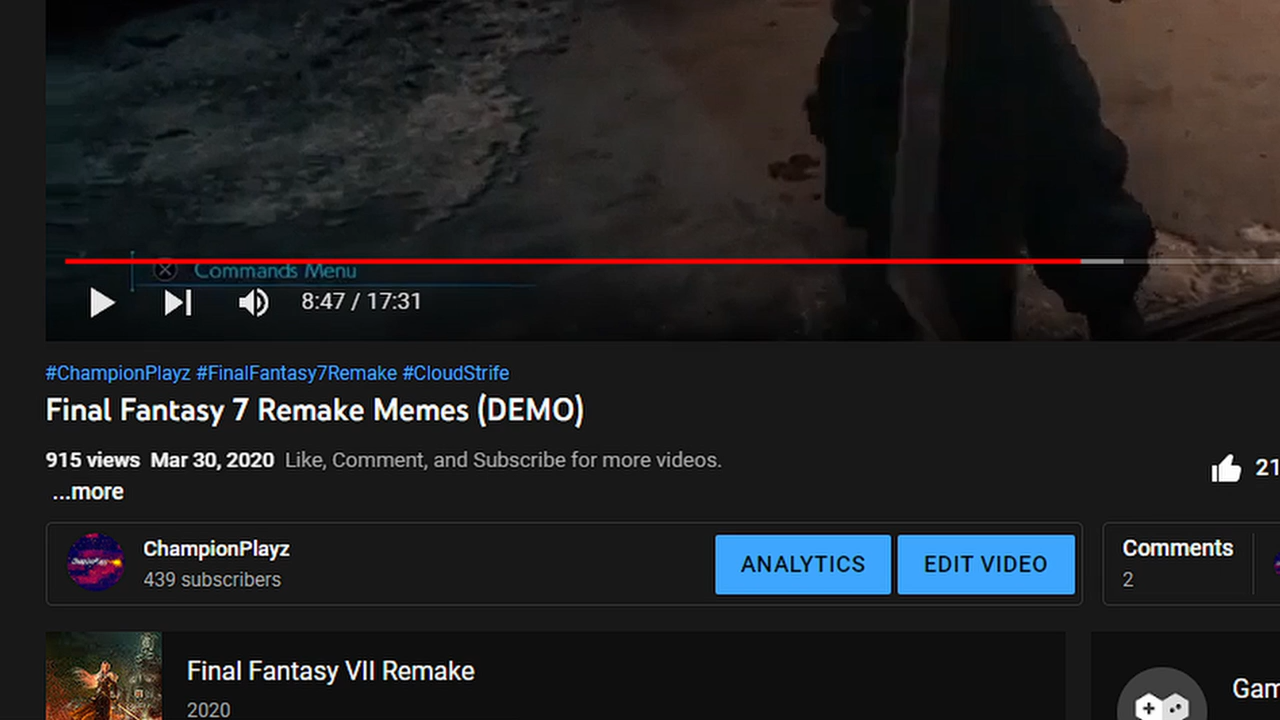 Commands Menu
8:47 / 17:31
#ChampionPlayz #FinalFantasy7Remake #CloudStrife
Final Fantasy 7 Remake Memes (DEMO)
915 views Mar 30, 2020 Like, Comment, and Subscribe for more videos.
...more
21
ChampionPlayz
439 subscribers
ANALYTICS
EDIT VIDEO
Comments
2
Final Fantasy VII Remake
2020